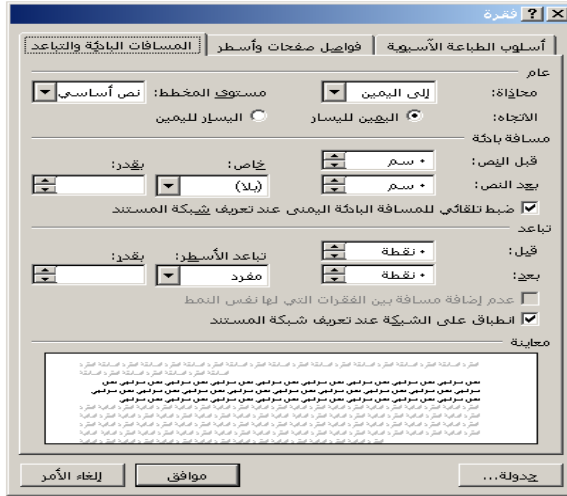 فقرة
المسافات البادئة والتباعد فواصل صفحات وأسطر أسلوب الطباعة الآسيوية
عام
محاذاة: إلى اليمين مستوى المخطط: نص أساسي
الاتجاه: اليمين لليسار اليسار لليمين
مسافة بادئة
قبل النص: ٠ سم خاص: بقدر:
بعد النص: ٠ سم (بلا)
ضبط تلقائي للمسافة البادئة اليمنى عند تعريف شبكة المستند
تباعد
قبل: ٠ نقطة تباعد الأسطر: بقدر:
بعد: ٠ نقطة مفرد
عدم إضافة مسافة بين الفقرات التي لها نفس النمط
انطباق على الشبكة عند تعريف شبكة المستند
معاينة
جدولة... موافق إلغاء الأمر